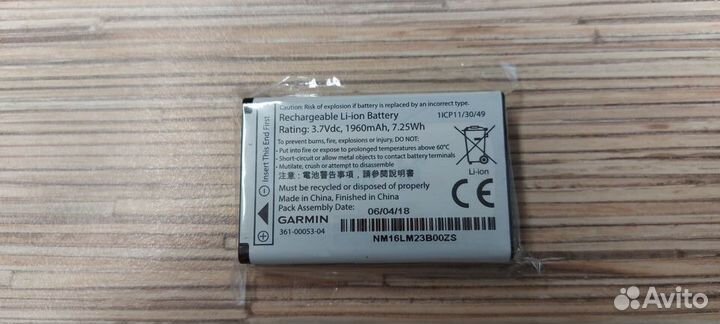 Insert This End First
Caution: Risk of explosion if battery is replaced by incorrect type.
Rechargeable Li-ion Battery
1ICP11/30/49
Rating: 3.7Vdc, 1960mAh, 7.25Wh
To prevent burns, fire, or explosion, DO NOT:
- Put into fire or expose to temperatures above 60°C
- Short-circuit or allow metal objects to contact battery terminals
- Mutilate, crush or attempt to disassemble
注意：電池警告事項，請參閱說明書。
Li-ion
Must be recycled or disposed of properly
Made in China, Finished in China
Pack Assembly Date:
06/04/18
CE
GARMIN
361-00053-04
NM16LM23B00ZS
Avito